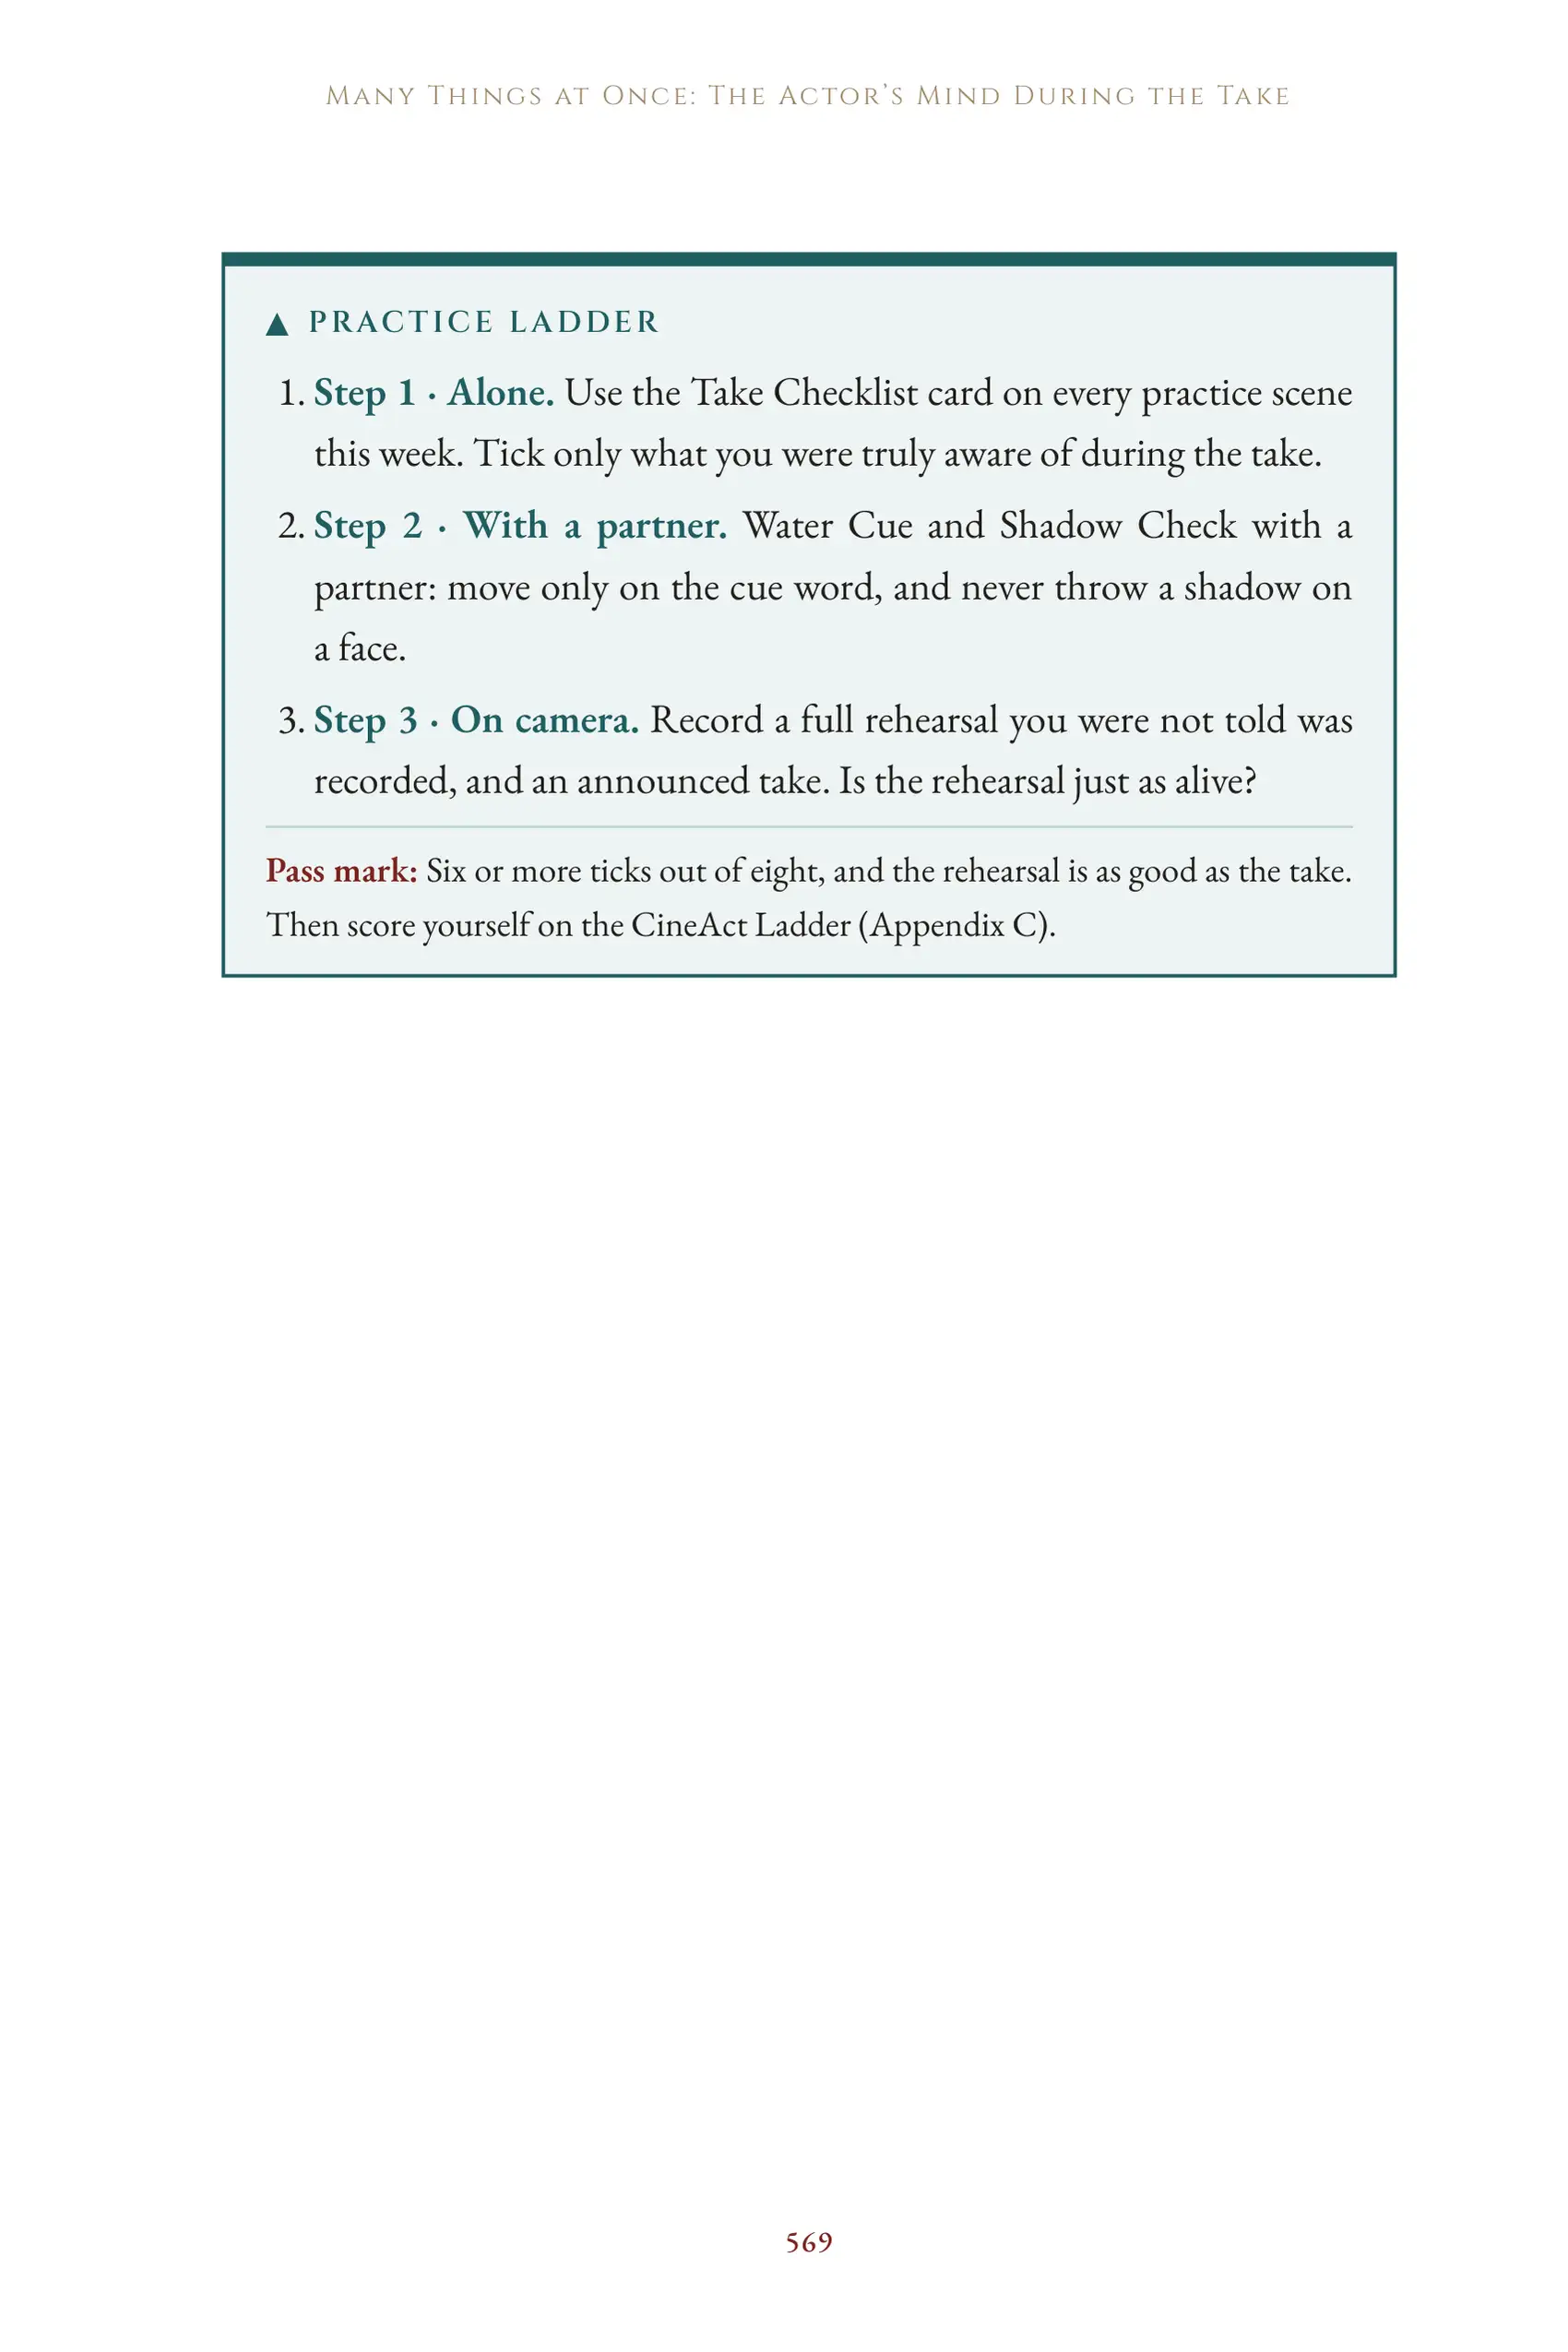 Many Things at Once: The Actor’s Mind During the Take
▲ PRACTICE LADDER
1. Step 1 · Alone. Use the Take Checklist card on every practice scene
this week. Tick only what you were truly aware of during the take.
2. Step 2 · With a partner. Water Cue and Shadow Check with a
partner: move only on the cue word, and never throw a shadow on
a face.
3. Step 3 · On camera. Record a full rehearsal you were not told was
recorded, and an announced take. Is the rehearsal just as alive?
Pass mark: Six or more ticks out of eight, and the rehearsal is as good as the take.
Then score yourself on the CineAct Ladder (Appendix C).
569